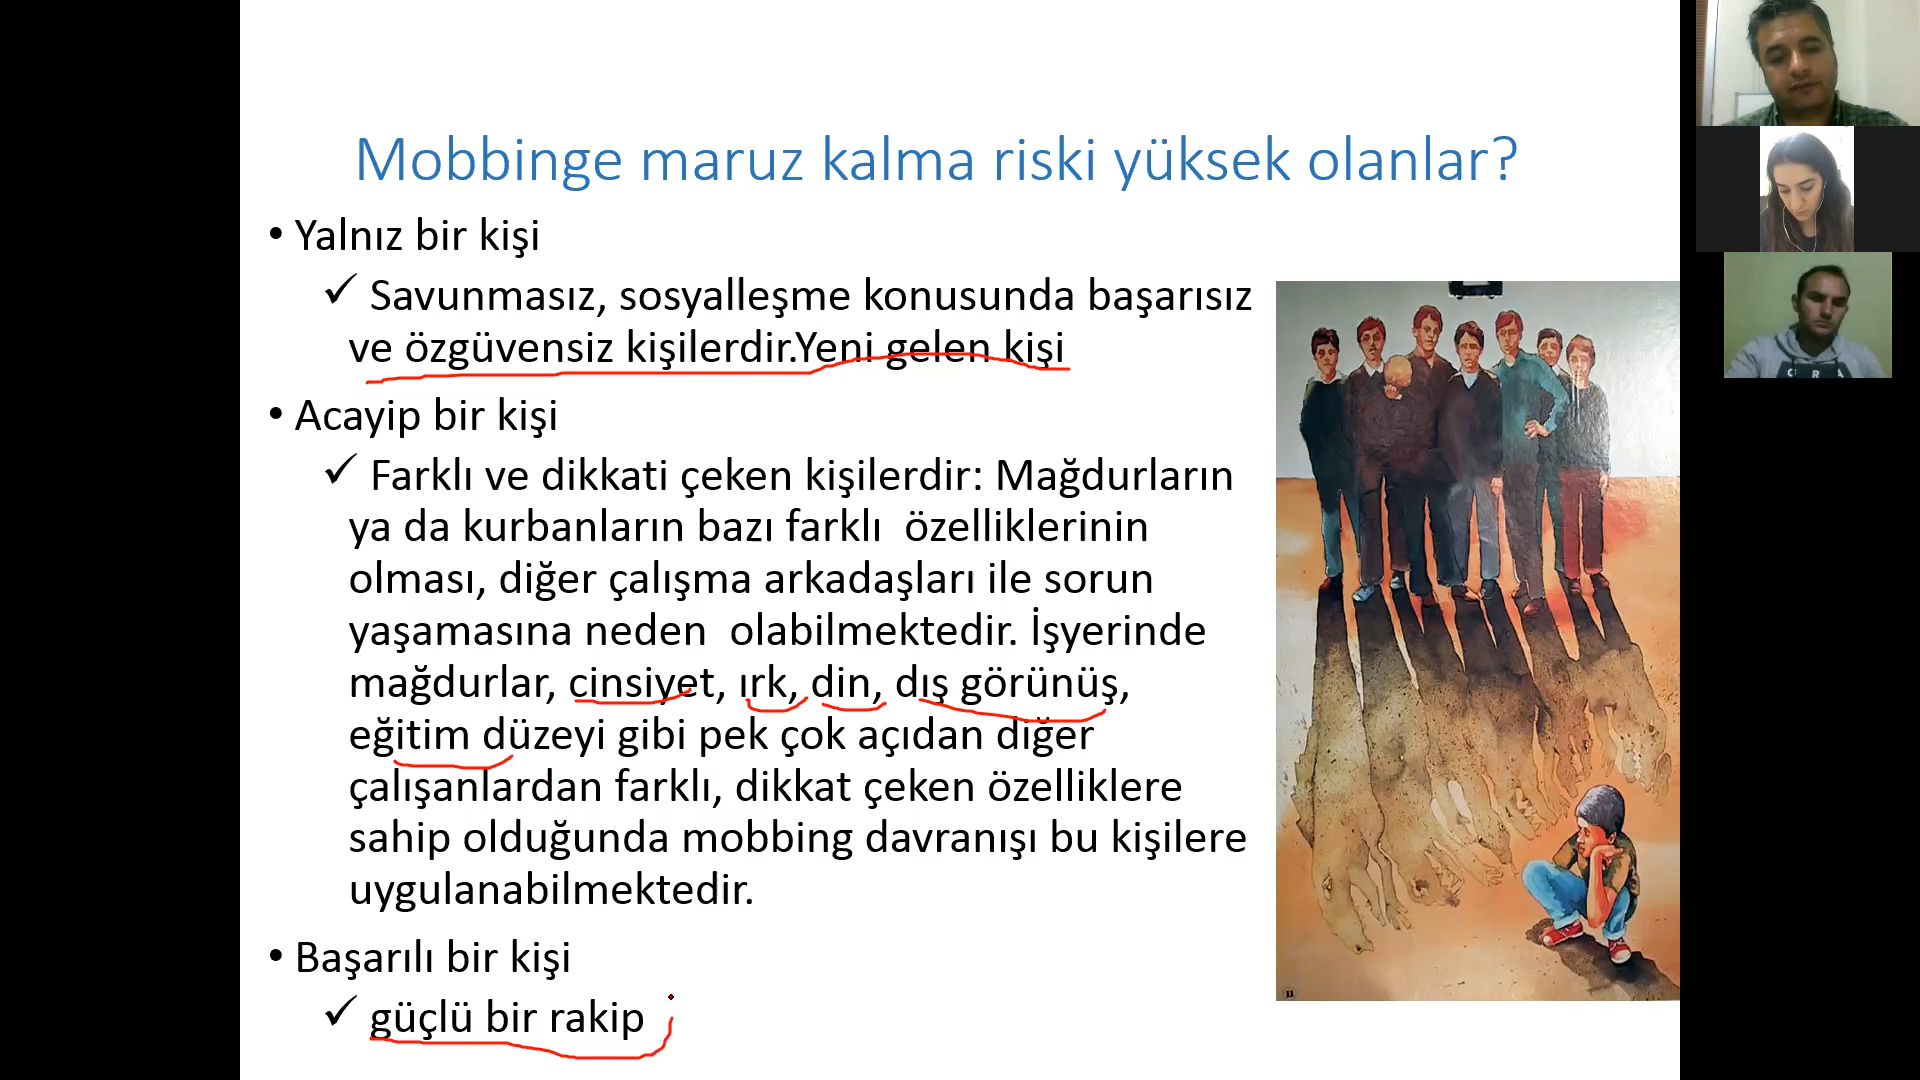 Mobbinge maruz kalma riski yüksek olanlar?
• Yalnız bir kişi
✓ Savunmasız, sosyalleşme konusunda başarısız
ve özgüvensiz kişilerdir.Yeni gelen kişi
• Acayip bir kişi
✓ Farklı ve dikkati çeken kişilerdir: Mağdurların
ya da kurbanların bazı farklı  özelliklerinin
olması, diğer çalışma arkadaşları ile sorun
yaşamasına neden  olabilmektedir. İşyerinde
mağdurlar, cinsiyet, ırk, din, dış görünüş,
eğitim düzeyi gibi pek çok açıdan diğer
çalışanlardan farklı, dikkat çeken özelliklere
sahip olduğunda mobbing davranışı bu kişilere
uygulanabilmektedir.
• Başarılı bir kişi
✓ güçlü bir rakip
11